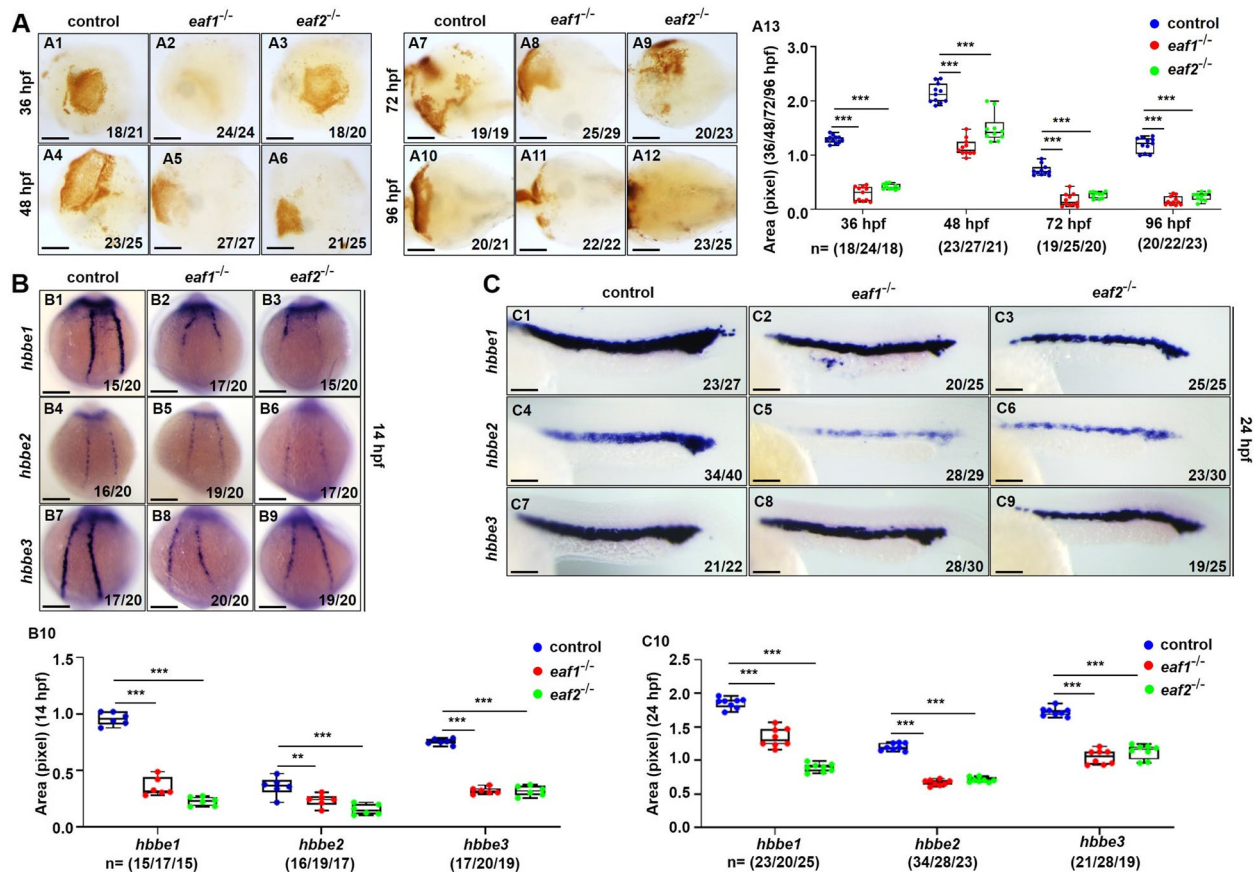 A
control
eaf1-/-
eaf2-/-
36 hpf
A1
18/21
A2
24/24
A3
18/20
48 hpf
A4
23/25
A5
27/27
A6
21/25
control
eaf1-/-
eaf2-/-
72 hpf
A7
19/19
A8
25/29
A9
20/23
96 hpf
A10
20/21
A11
22/22
A12
23/25
A13
control
eaf1-/-
eaf2-/-
Area (pixel) (36/48/72/96 hpf)
3.0
2.0
1.0
0.0
***
***
***
***
***
***
***
***
36 hpf 48 hpf 72 hpf 96 hpf
n= (18/24/18) (23/27/21) (19/25/20) (20/22/23)
B
control
eaf1-/-
eaf2-/-
hbbe1
B1
15/20
B2
17/20
B3
15/20
hbbe2
B4
16/20
B5
19/20
B6
17/20
hbbe3
B7
17/20
B8
20/20
B9
19/20
14 hpf
C
control
eaf1-/-
eaf2-/-
hbbe1
C1
23/27
C2
20/25
C3
25/25
hbbe2
C4
34/40
C5
28/29
C6
23/30
hbbe3
C7
21/22
C8
28/30
C9
19/25
24 hpf
B10
control
eaf1-/-
eaf2-/-
Area (pixel) (14 hpf)
1.5
1.0
0.5
0.0
***
***
***
**
***
***
hbbe1 hbbe2 hbbe3
n= (15/17/15) (16/19/17) (17/20/19)
C10
control
eaf1-/-
eaf2-/-
Area (pixel) (24 hpf)
2.5
2.0
1.5
1.0
0.5
0.0
***
***
***
***
***
***
hbbe1 hbbe2 hbbe3
n= (23/20/25) (34/28/23) (21/28/19)